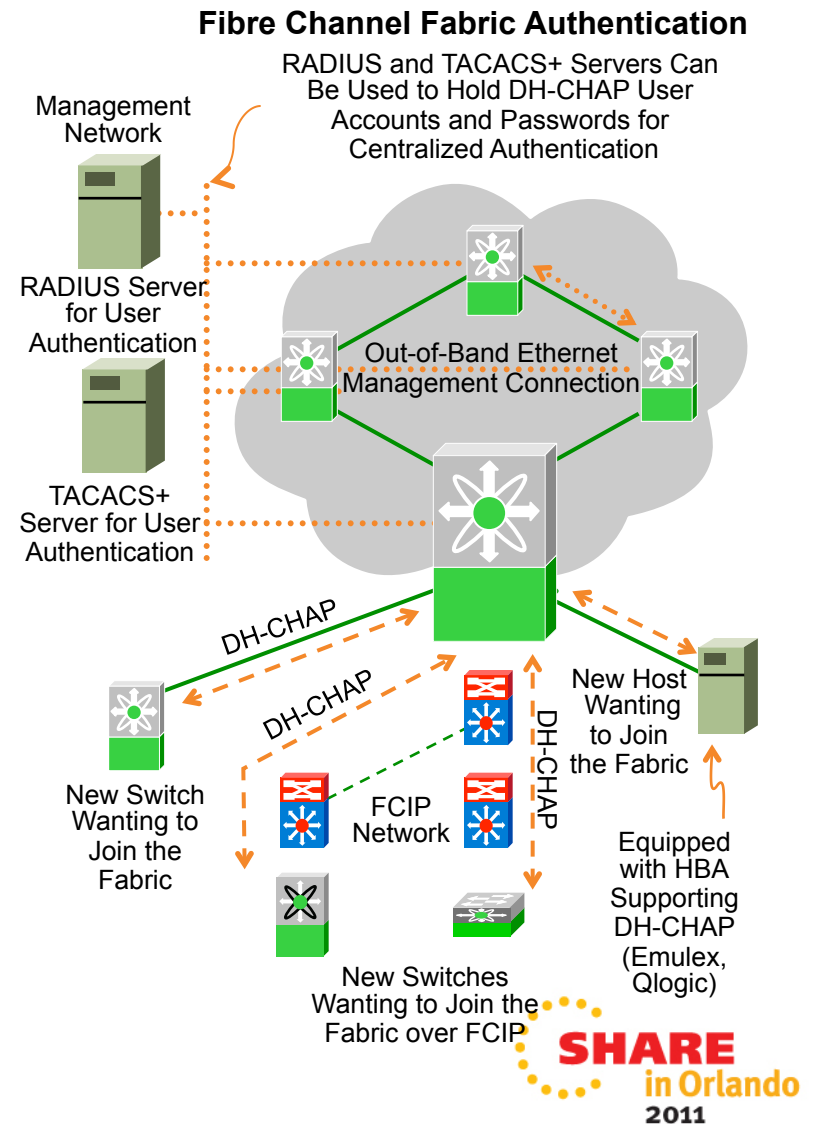 Fibre Channel Fabric Authentication
RADIUS and TACACS+ Servers Can
Be Used to Hold DH-CHAP User
Accounts and Passwords for
Centralized Authentication
Management
Network
RADIUS Server
for User
Authentication
Out-of-Band Ethernet
Management Connection
TACACS+
Server for User
Authentication
DH-CHAP
DH-CHAP
DH-CHAP
New Switch
Wanting to
Join the
Fabric
FCIP
Network
New Host
Wanting
to Join
the Fabric
Equipped
with HBA
Supporting
DH-CHAP
(Emulex,
Qlogic)
New Switches
Wanting to Join the
Fabric over FCIP
SHARE
in Orlando
2011